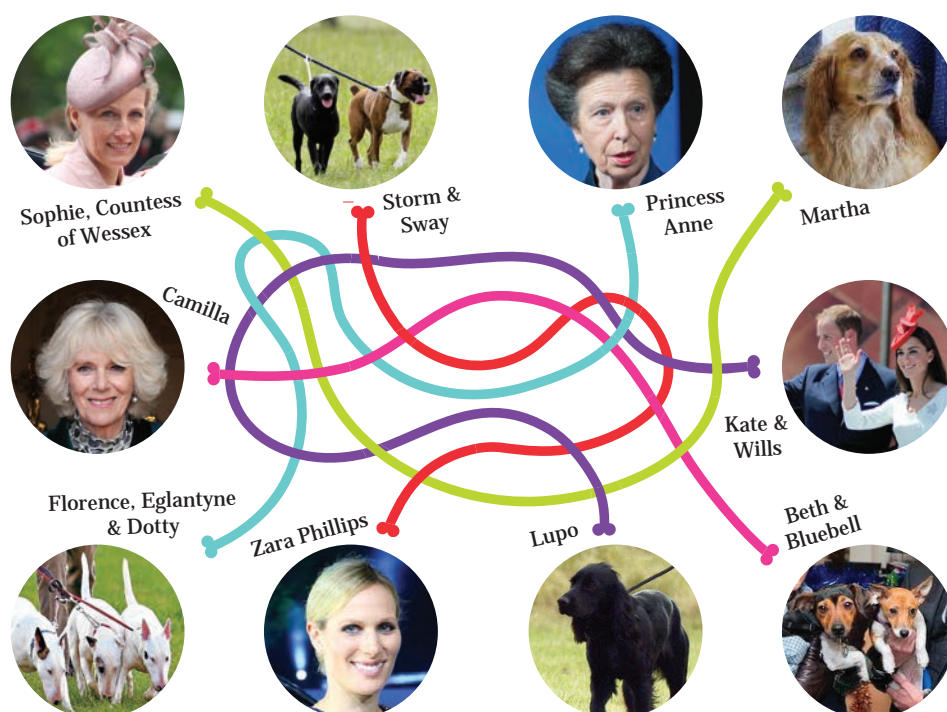 Sophie, Countess
of Wessex
Storm &
Sway
Princess
Anne
Martha
Camilla
Kate &
Wills
Florence, Eglantyne
& Dotty
Zara Phillips
Lupo
Beth &
Bluebell